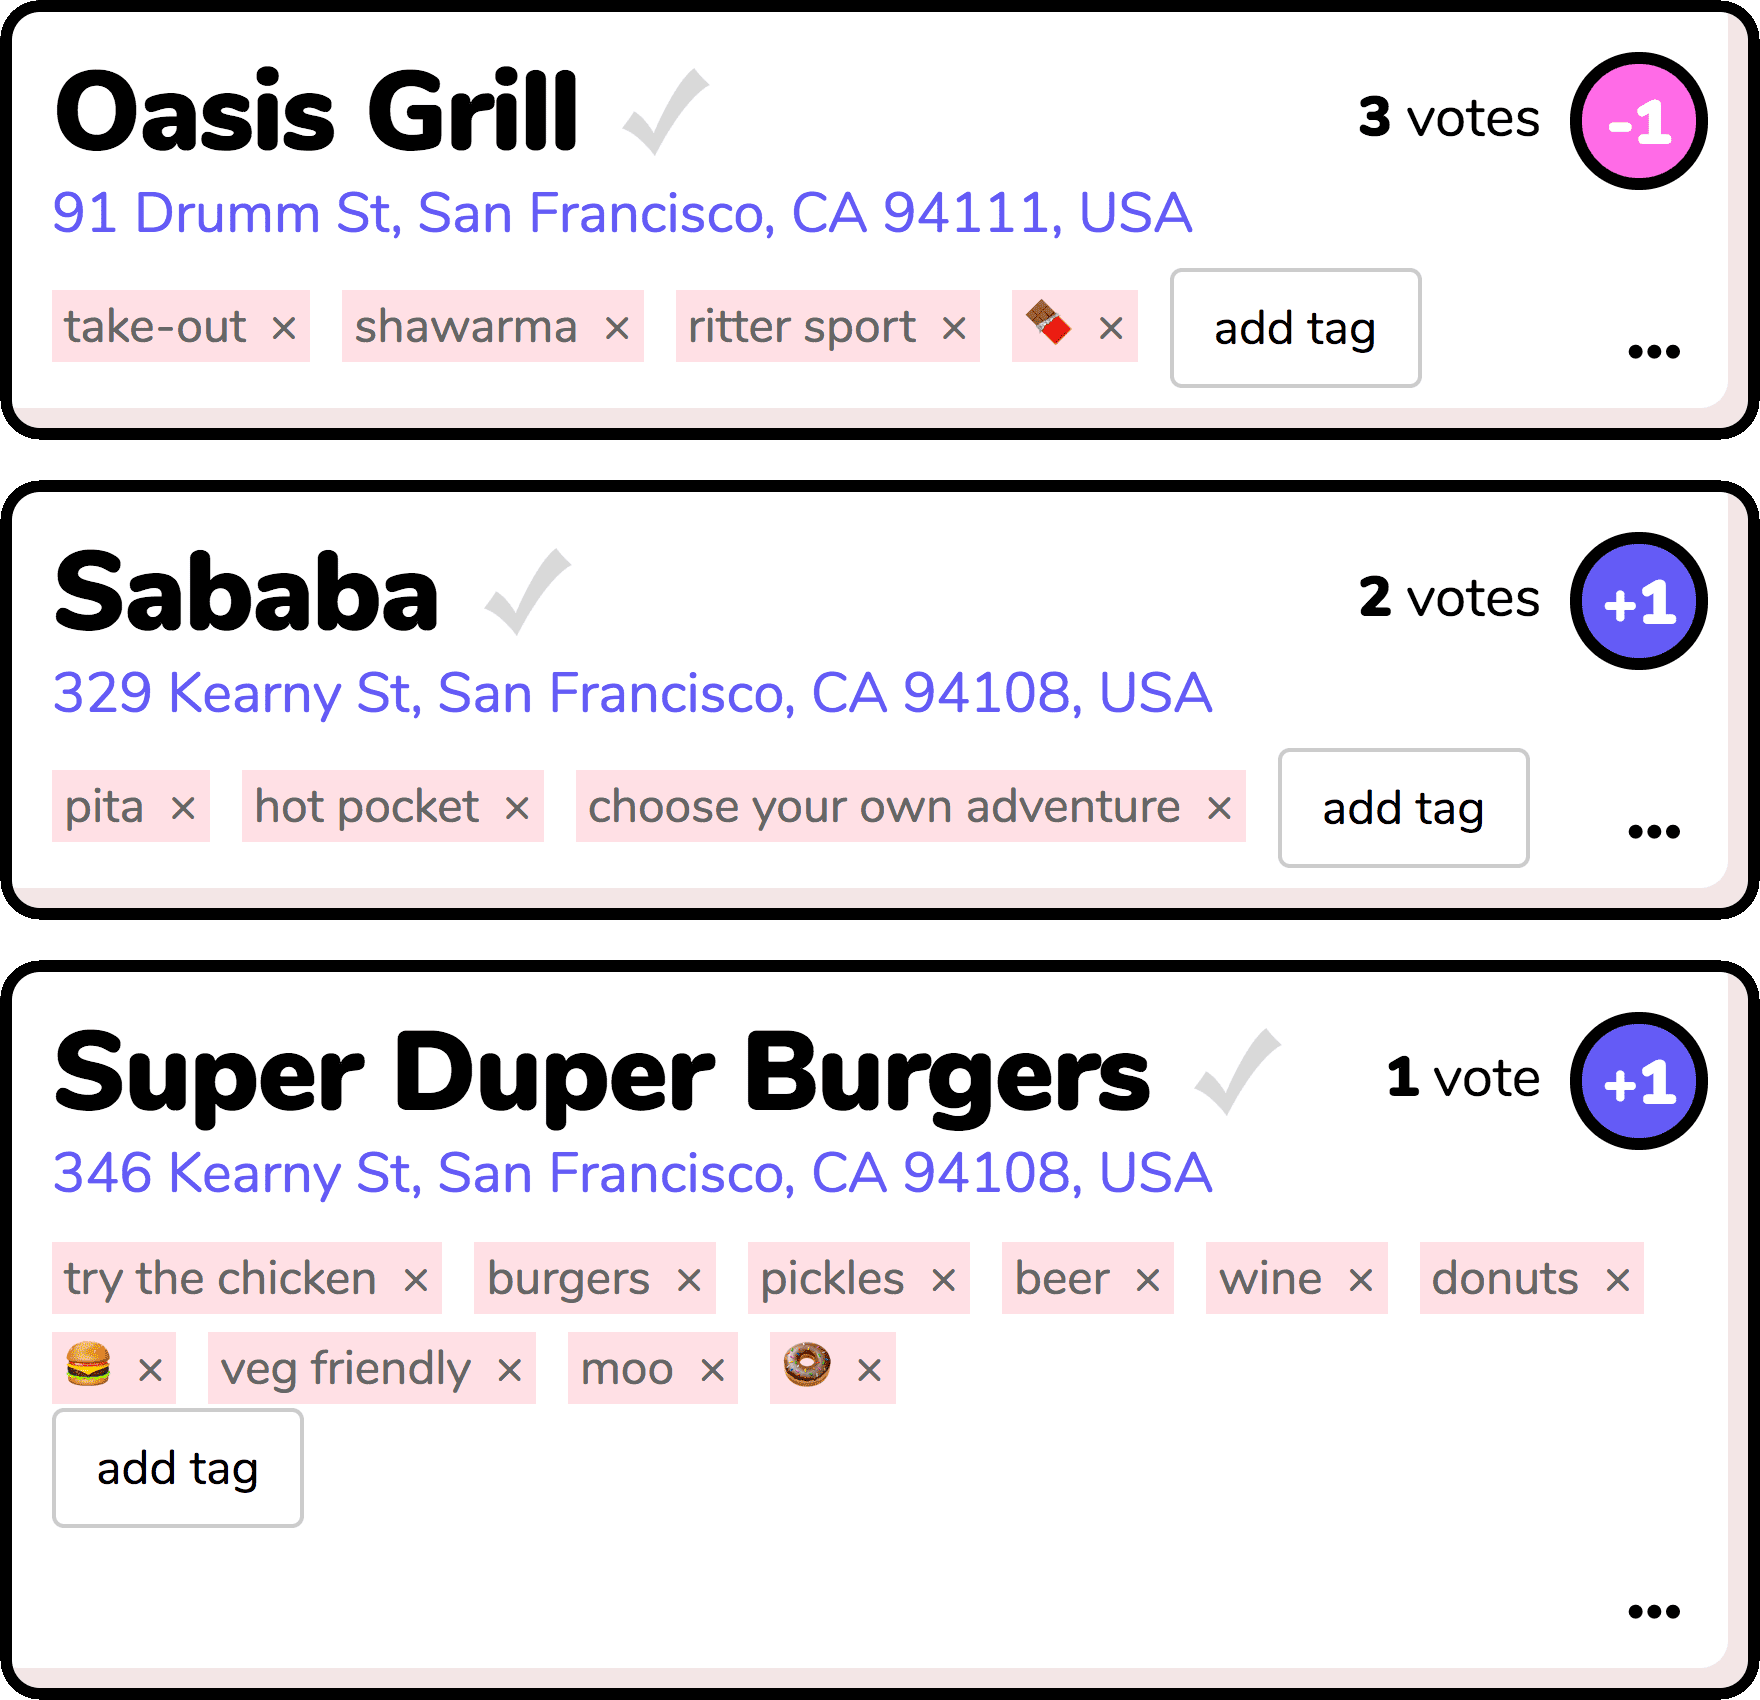 Oasis Grill ✓ 3 votes -1
91 Drumm St, San Francisco, CA 94111, USA
take-out × shawarma × ritter sport × 🍫 × add tag •••
Sababa ✓ 2 votes +1
329 Kearny St, San Francisco, CA 94108, USA
pita × hot pocket × choose your own adventure × add tag •••
Super Duper Burgers ✓ 1 vote +1
346 Kearny St, San Francisco, CA 94108, USA
try the chicken × burgers × pickles × beer × wine × donuts ×
🍔 × veg friendly × moo × 🍩 ×
add tag
•••